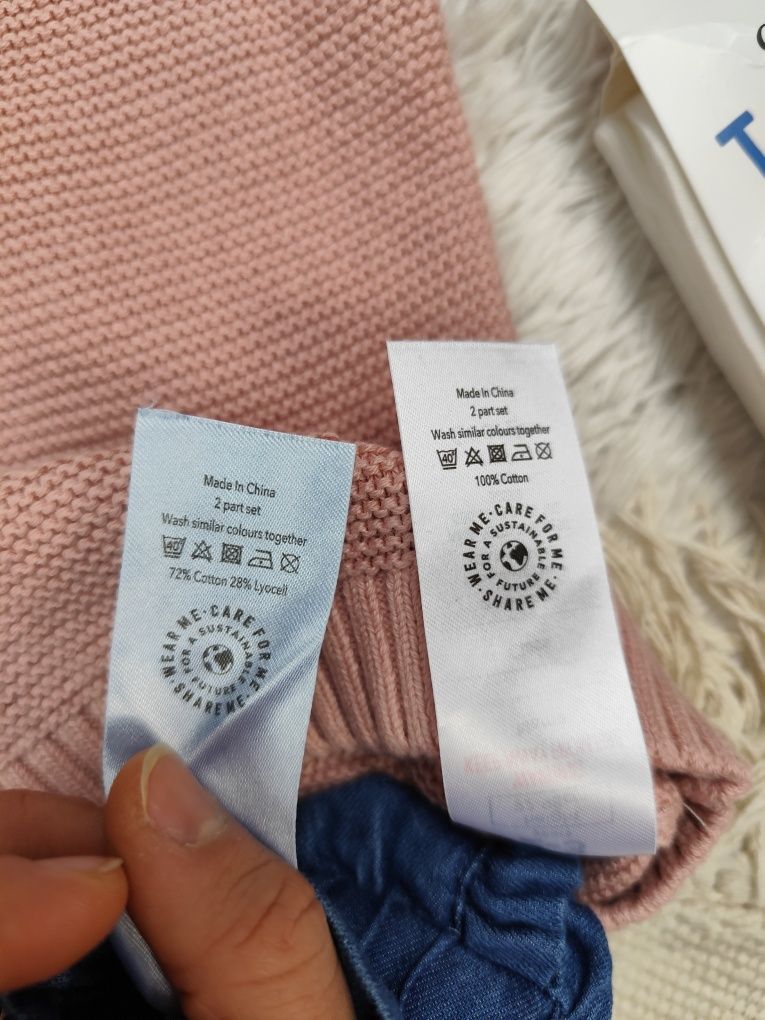 Made In China
2 part set
Wash similar colours together
40
72% Cotton 28% Lyocell
WEAR ME · CARE FOR ME · SHARE ME ·
FOR A SUSTAINABLE FUTURE
Made In China
2 part set
Wash similar colours together
40
100% Cotton
WEAR ME · CARE FOR ME · SHARE ME ·
FOR A SUSTAINABLE FUTURE